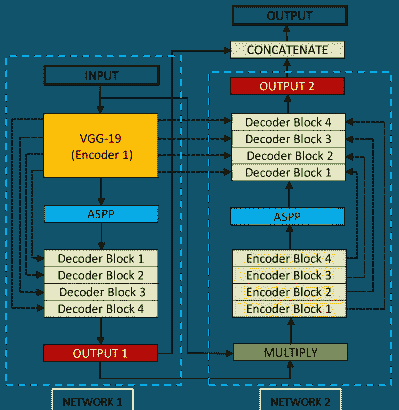 INPUT
VGG-19
(Encoder 1)
ASPP
Decoder Block 1
Decoder Block 2
Decoder Block 3
Decoder Block 4
OUTPUT 1
NETWORK 1
OUTPUT
CONCATENATE
OUTPUT 2
Decoder Block 4
Decoder Block 3
Decoder Block 2
Decoder Block 1
ASPP
Encoder Block 4
Encoder Block 3
Encoder Block 2
Encoder Block 1
MULTIPLY
NETWORK 2